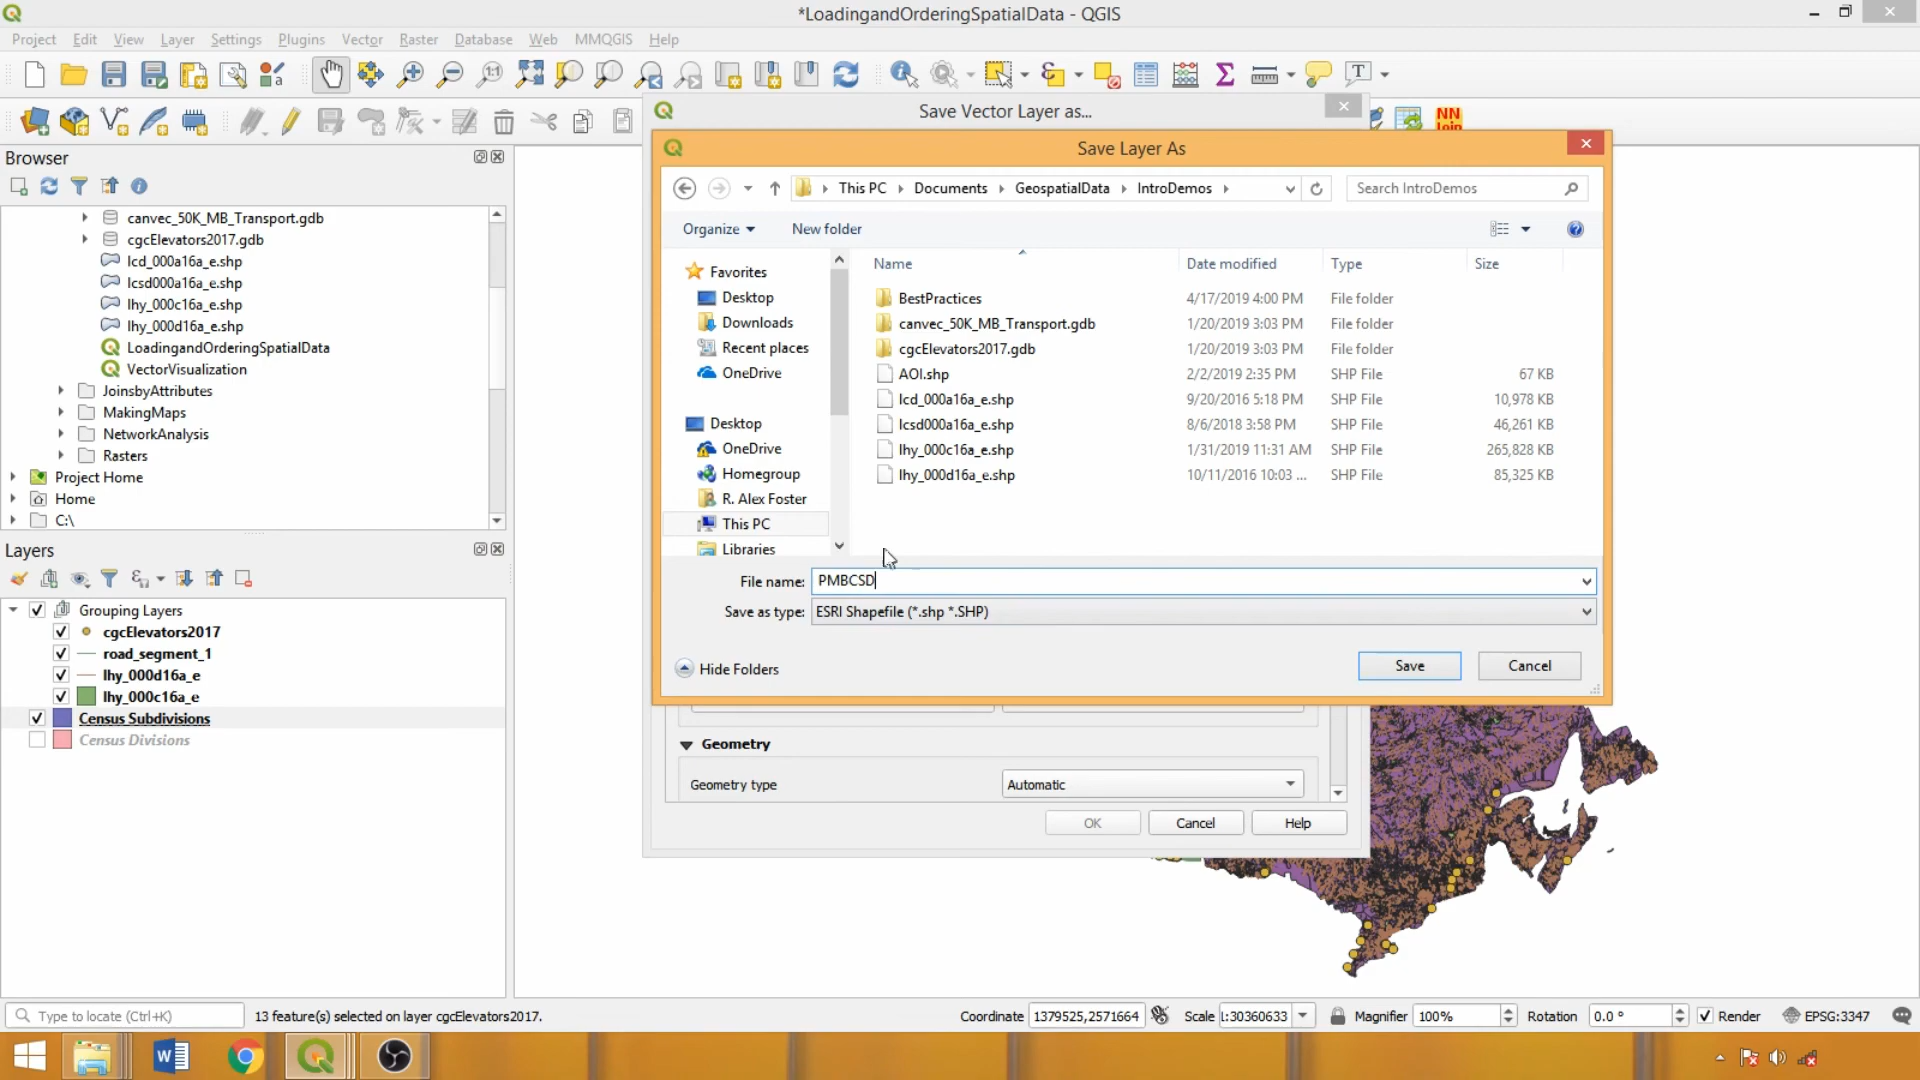 *LoadingandOrderingSpatialData - QGIS
Project Edit View Layer Settings Plugins Vector Raster Database Web MMQGIS Help
Save Vector Layer as...
NN
Join
Browser
canvec_50K_MB_Transport.gdb
cgcElevators2017.gdb
lcd_000a16a_e.shp
lcsd000a16a_e.shp
lhy_000c16a_e.shp
lhy_000d16a_e.shp
LoadingandOrderingSpatialData
VectorVisualization
JoinsbyAttributes
MakingMaps
NetworkAnalysis
Rasters
Project Home
Home
C:\
Layers
Grouping Layers
cgcElevators2017
road_segment_1
lhy_000d16a_e
lhy_000c16a_e
Census Subdivisions
Census Divisions
Save Layer As
This PC Documents GeospatialData IntroDemos
Search IntroDemos
Organize New folder
Favorites
Desktop
Downloads
Recent places
OneDrive
Desktop
OneDrive
Homegroup
R. Alex Foster
This PC
Libraries
Name Date modified Type Size
BestPractices 4/17/2019 4:00 PM File folder
canvec_50K_MB_Transport.gdb 1/20/2019 3:03 PM File folder
cgcElevators2017.gdb 1/20/2019 3:03 PM File folder
AOI.shp 2/2/2019 2:35 PM SHP File 67 KB
lcd_000a16a_e.shp 9/20/2016 5:18 PM SHP File 10,978 KB
lcsd000a16a_e.shp 8/6/2018 3:58 PM SHP File 46,261 KB
lhy_000c16a_e.shp 1/31/2019 11:31 AM SHP File 265,828 KB
lhy_000d16a_e.shp 10/11/2016 10:03 ... SHP File 85,325 KB
File name: PMBCSD
Save as type: ESRI Shapefile (*.shp *.SHP)
Hide Folders
Save Cancel
Geometry
Geometry type Automatic
OK Cancel Help
Type to locate (Ctrl+K)
13 feature(s) selected on layer cgcElevators2017.
Coordinate 1379525,2571664
Scale 1:30360633
Magnifier 100%
Rotation 0.0 °
Render
EPSG:3347